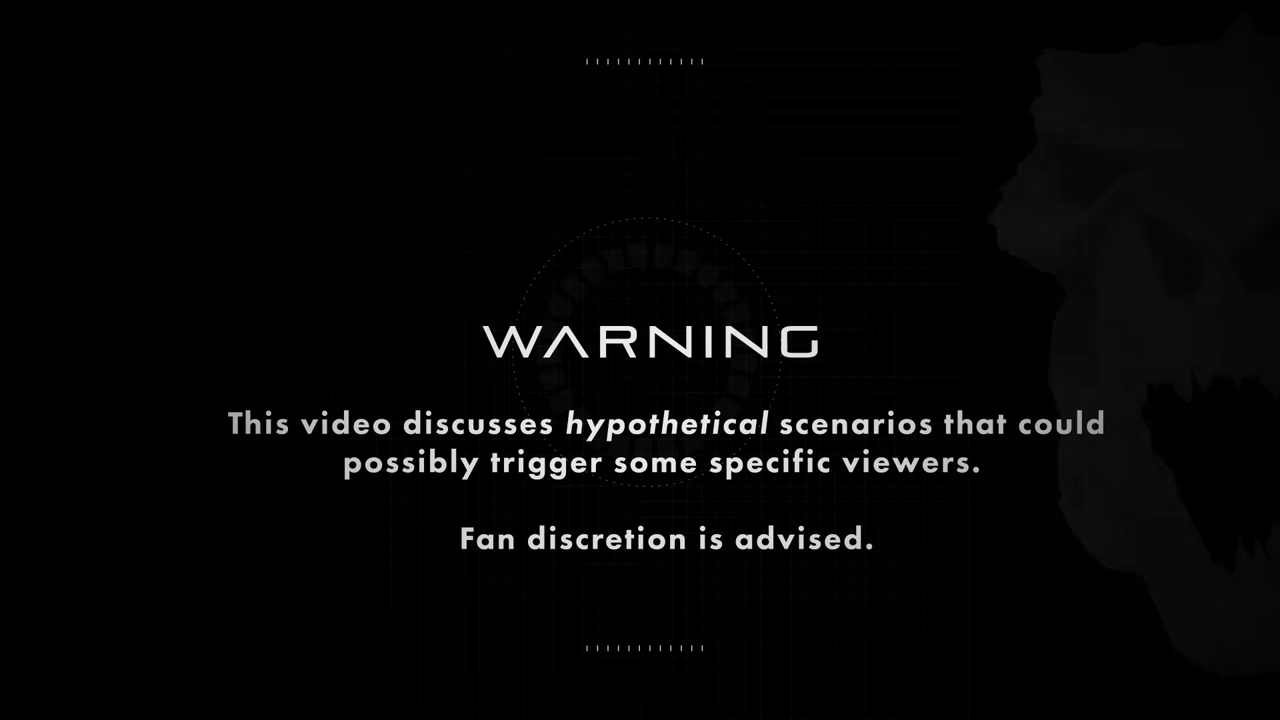 WARNING
This video discusses hypothetical scenarios that could
possibly trigger some specific viewers.
Fan discretion is advised.